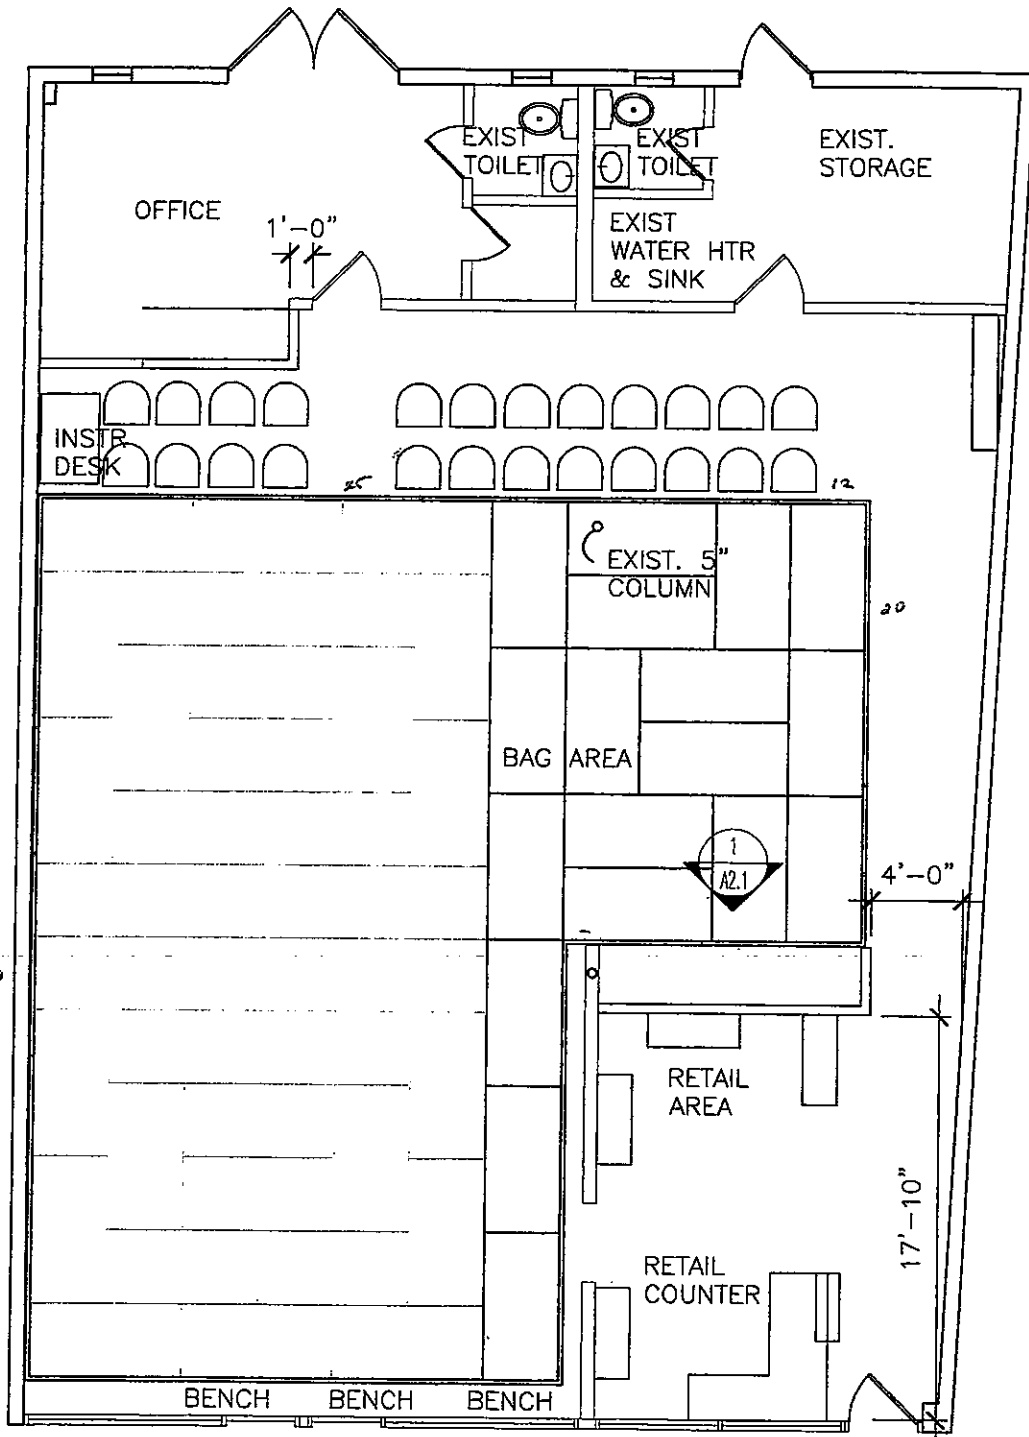 EXIST
TOILET
EXIST
TOILET
EXIST.
STORAGE
OFFICE
1'-0"
EXIST
WATER HTR
& SINK
INSTR
DESK
25
12
EXIST. 5"
COLUMN
20
BAG AREA
1
A2.1
4'-0"
RETAIL
AREA
17'-10"
RETAIL
COUNTER
BENCH BENCH BENCH